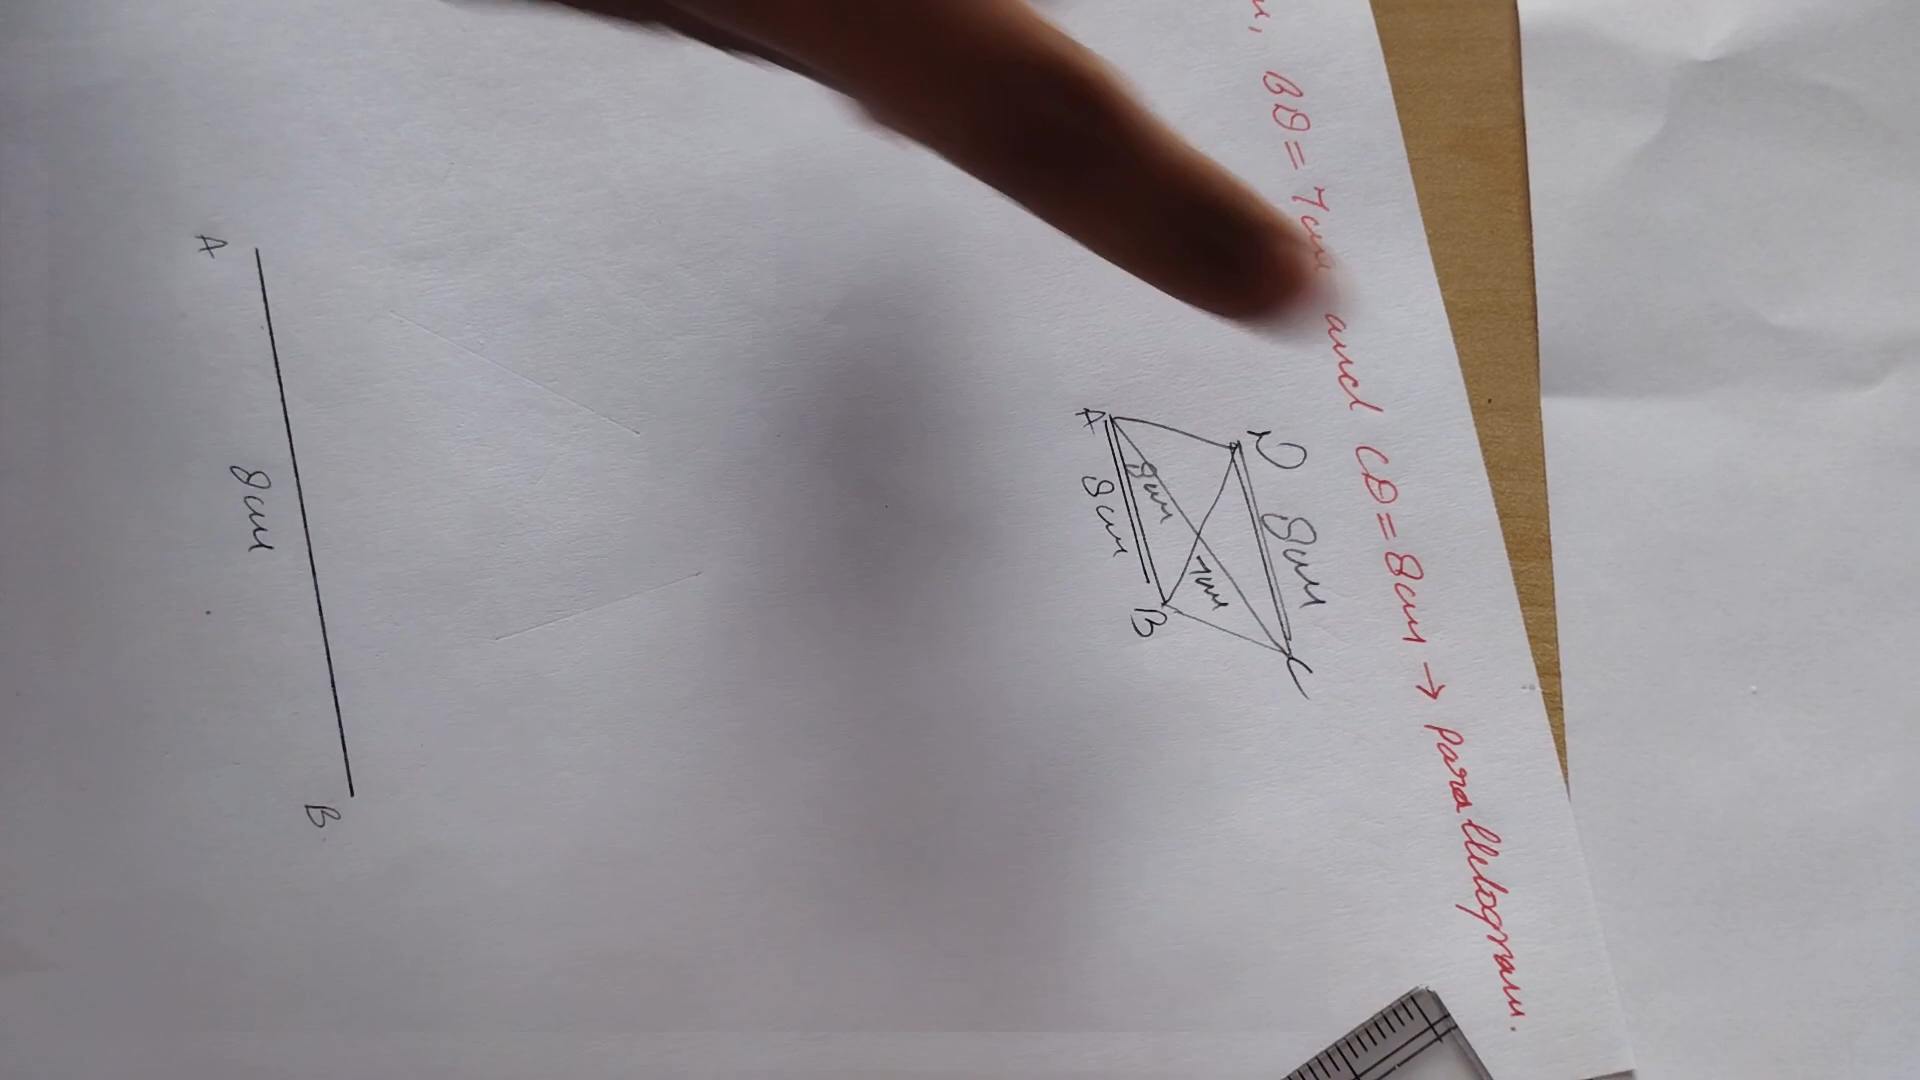 BD = 7cm and CD = 8cm → parallelogram.
D
8cm
C
A
8cm
7cm
8cm
B
A
8cm
B